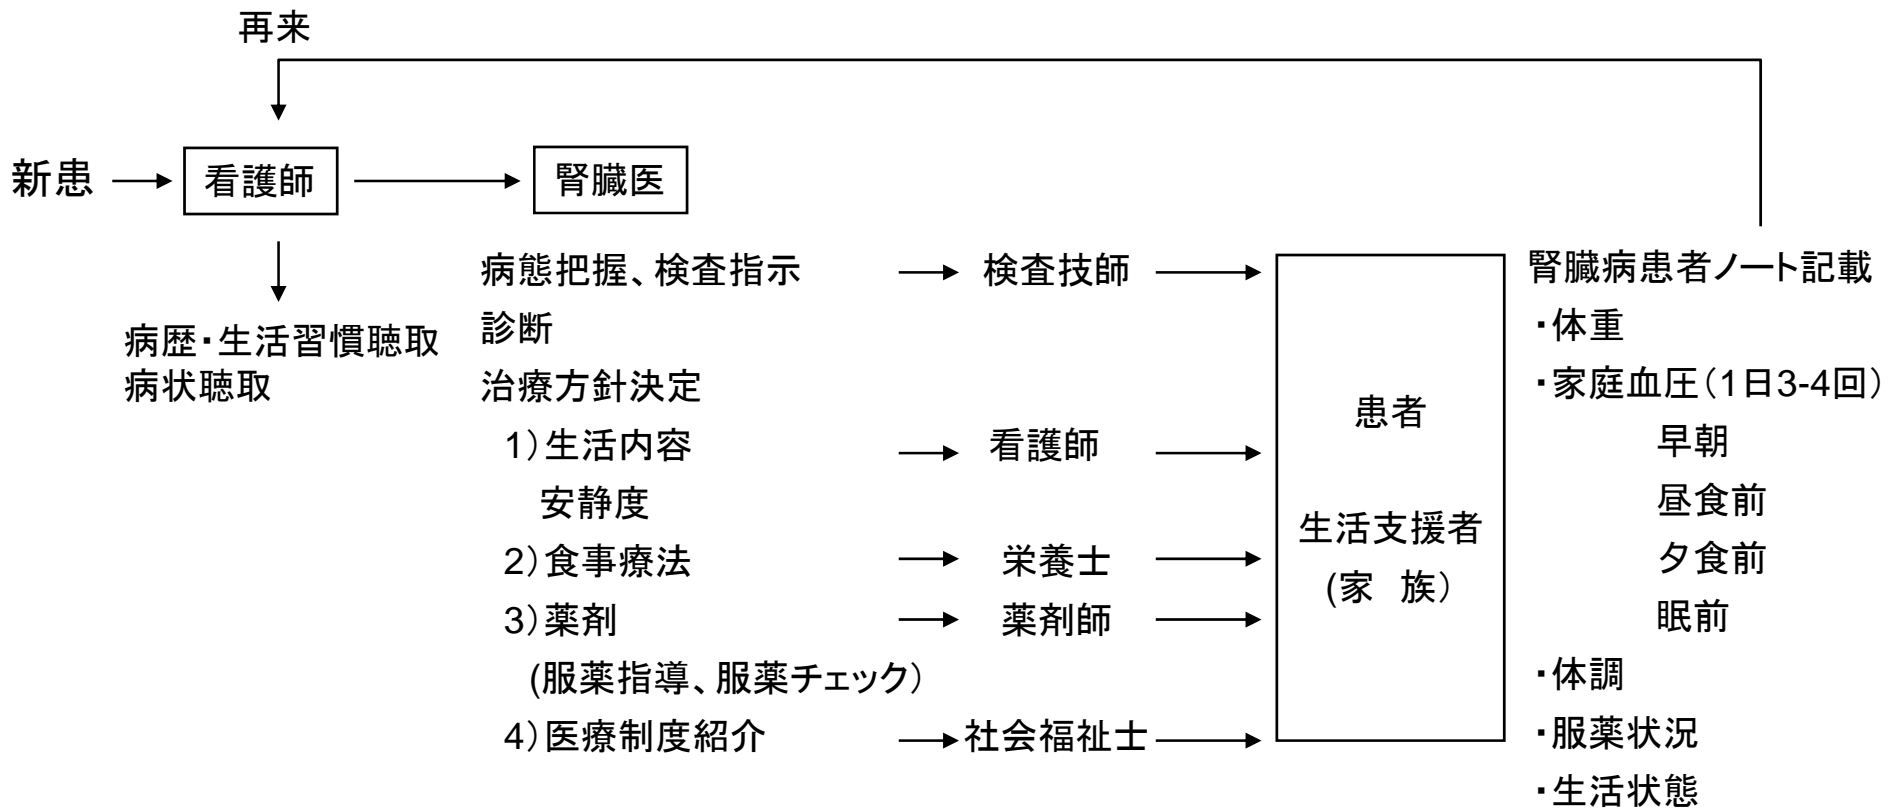 再来
新患
看護師
腎臓医
病歴・生活習慣聴取
病状聴取
病態把握、検査指示
検査技師
診断
治療方針決定
1)生活内容
看護師
安静度
2)食事療法
栄養士
3)薬剤
薬剤師
(服薬指導、服薬チェック)
4)医療制度紹介
社会福祉士
患者
生活支援者
(家 族)
腎臓病患者ノート記載
・体重
・家庭血圧(1日3-4回)
早朝
昼食前
夕食前
眠前
・体調
・服薬状況
・生活状態